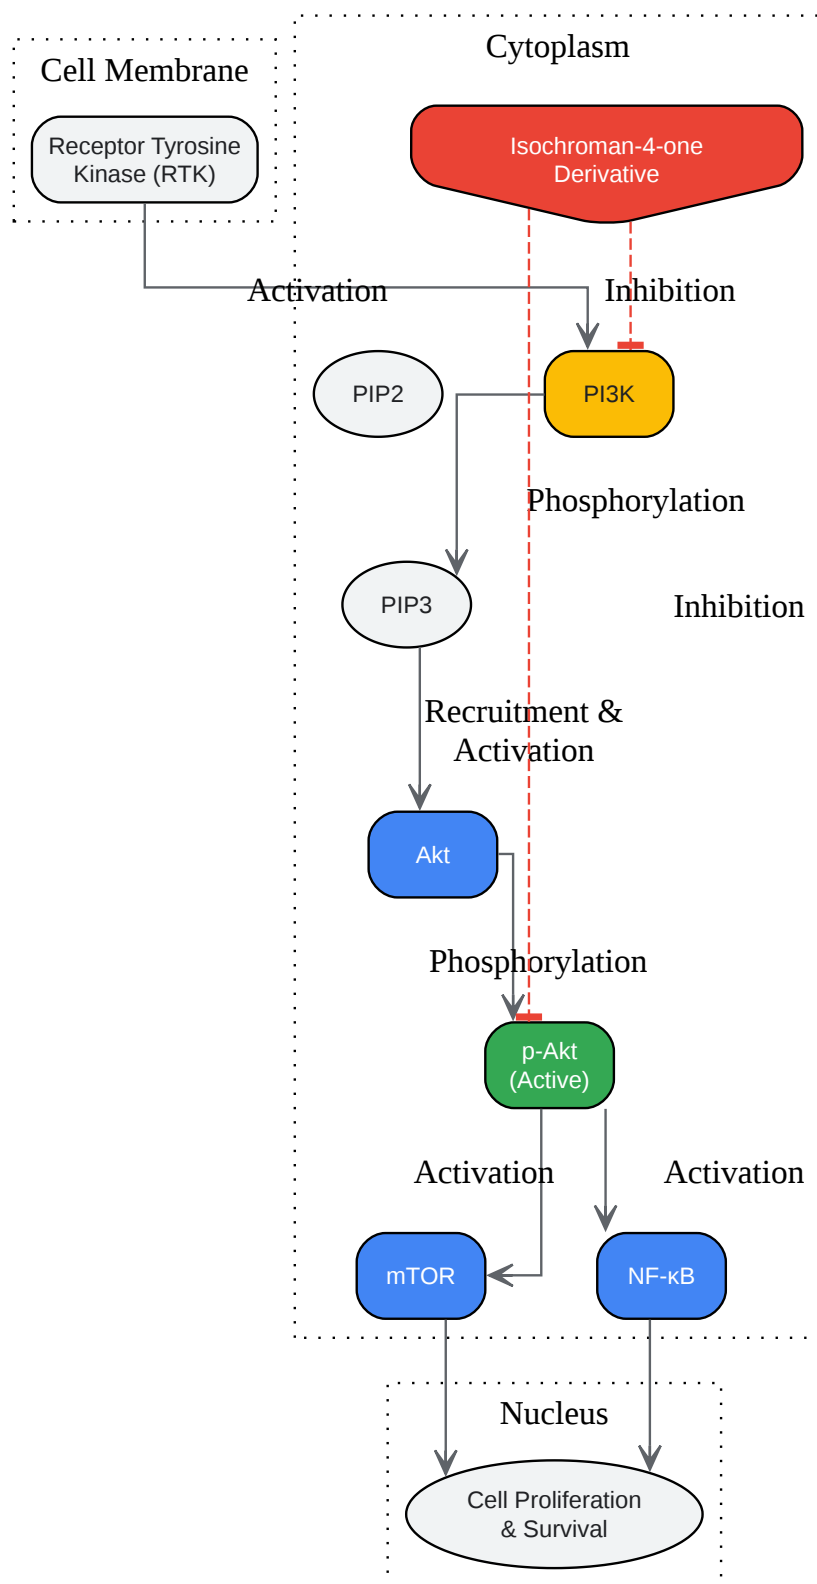 Cytoplasm
Cell Membrane
Receptor Tyrosine
Kinase (RTK)
Isochroman-4-one
Derivative
Activation
Inhibition
PIP2
PI3K
Phosphorylation
PIP3
Inhibition
Recruitment &
Activation
Akt
Phosphorylation
p-Akt
(Active)
Activation
Activation
mTOR
NF-κB
Nucleus
Cell Proliferation
& Survival